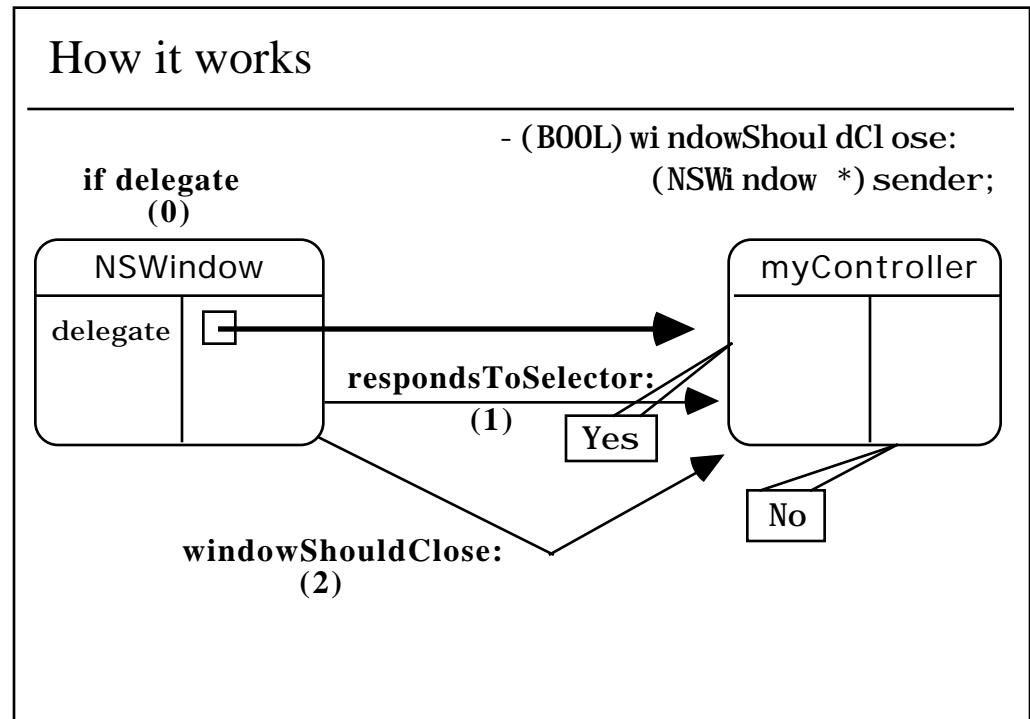 How it works
- (BOOL) windowShouldClose:
(NSWindow *) sender;
if delegate
(0)
NSWindow
myController
delegate
respondsToSelector:
(1)
Yes
No
windowShouldClose:
(2)